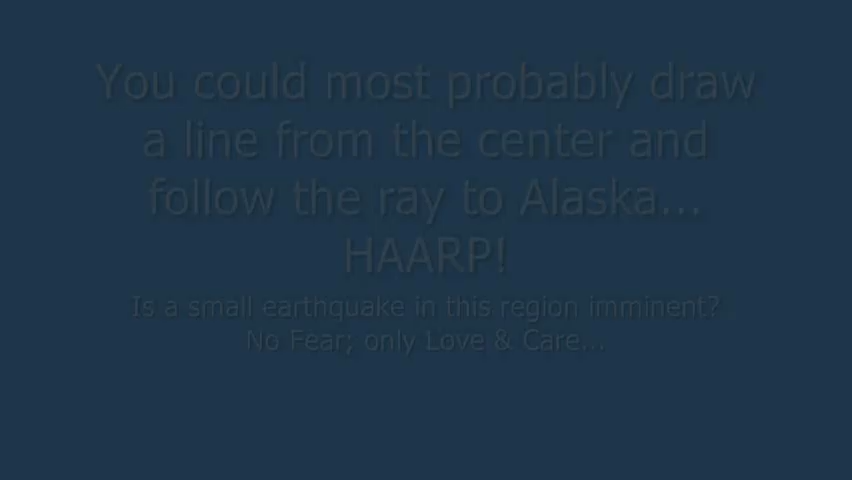 You could most probably draw
a line from the center and
follow the ray to Alaska...
HAARP!
Is a small earthquake in this region imminent?
No Fear; only Love & Care...